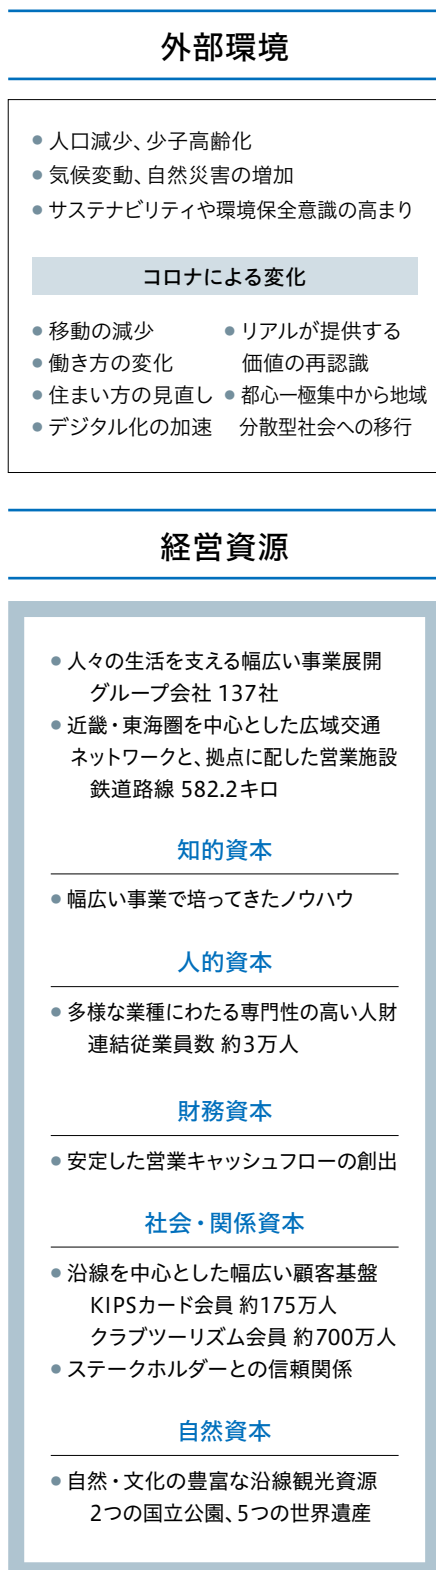 外部環境
● 人口減少、少子高齢化
● 気候変動、自然災害の増加
● サステナビリティや環境保全意識の高まり
コロナによる変化
● 移動の減少
● 働き方の変化
● 住まい方の見直し
● デジタル化の加速
● リアルが提供する
価値の再認識
● 都心一極集中から地域
分散型社会への移行
経営資源
● 人々の生活を支える幅広い事業展開
グループ会社 137社
● 近畿・東海圏を中心とした広域交通
ネットワークと、拠点に配した営業施設
鉄道路線 582.2キロ
知的資本
● 幅広い事業で培ってきたノウハウ
人的資本
● 多様な業種にわたる専門性の高い人財
連結従業員数 約3万人
財務資本
● 安定した営業キャッシュフローの創出
社会・関係資本
● 沿線を中心とした幅広い顧客基盤
KIPSカード会員 約175万人
クラブツーリズム会員 約700万人
● ステークホルダーとの信頼関係
自然資本
● 自然・文化の豊富な沿線観光資源
2つの国立公園、5つの世界遺産